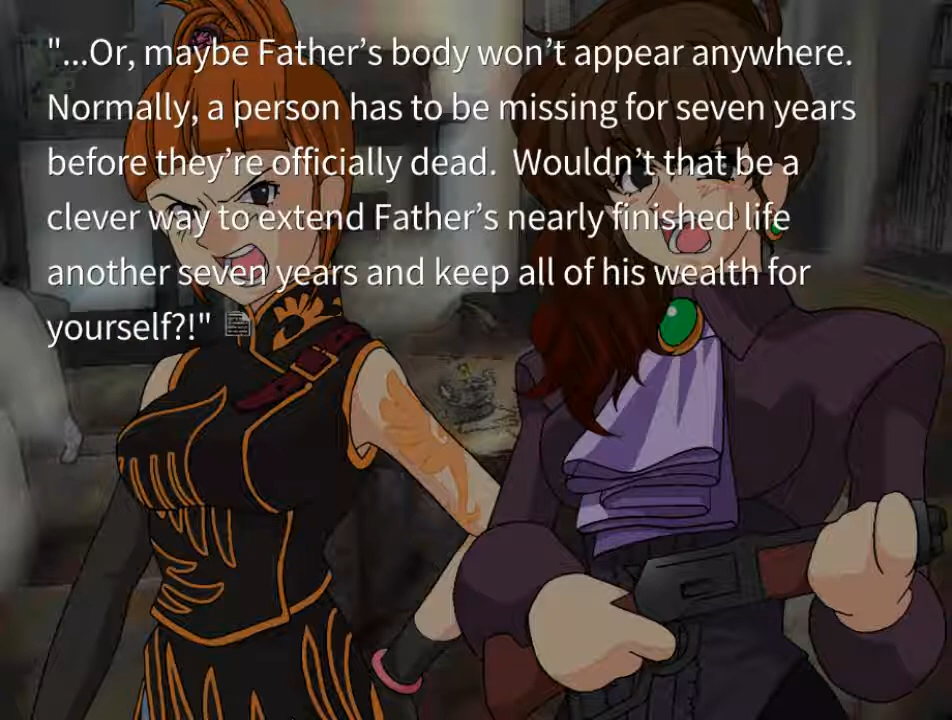 "...Or, maybe Father’s body won’t appear anywhere.
Normally, a person has to be missing for seven years
before they’re officially dead.  Wouldn’t that be a
clever way to extend Father’s nearly finished life
another seven years and keep all of his wealth for
yourself?!"